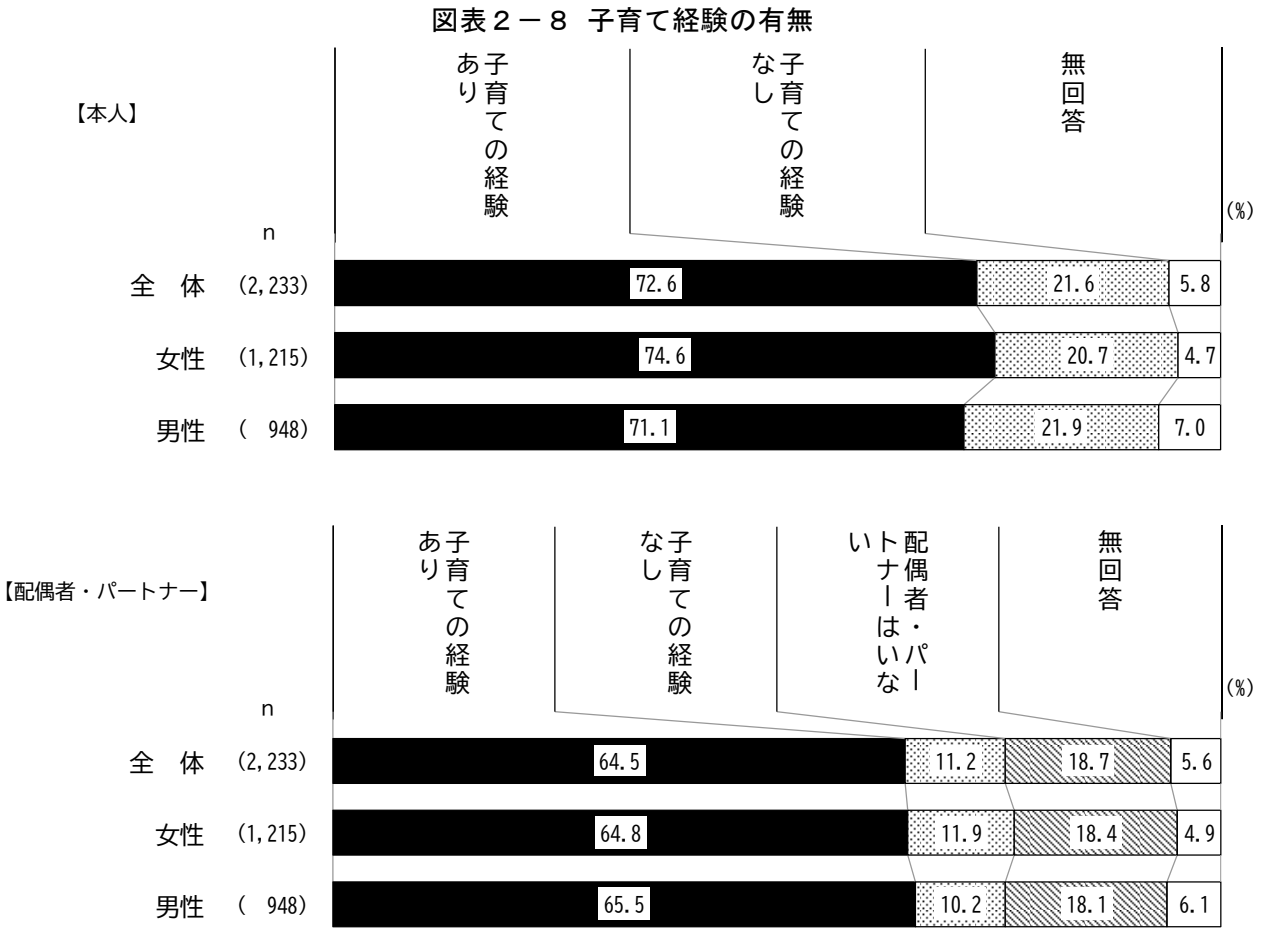 図表２－８ 子育て経験の有無
【本人】
子育ての経験
あり
子育ての経験
なし
無回答
(%)
n
全 体 (2,233) 72.6 21.6 5.8
女性 (1,215) 74.6 20.7 4.7
男性 ( 948) 71.1 21.9 7.0
【配偶者・パートナー】
子育ての経験
あり
子育ての経験
なし
配偶者・パー
トナーはいな
い
無回答
(%)
n
全 体 (2,233) 64.5 11.2 18.7 5.6
女性 (1,215) 64.8 11.9 18.4 4.9
男性 ( 948) 65.5 10.2 18.1 6.1